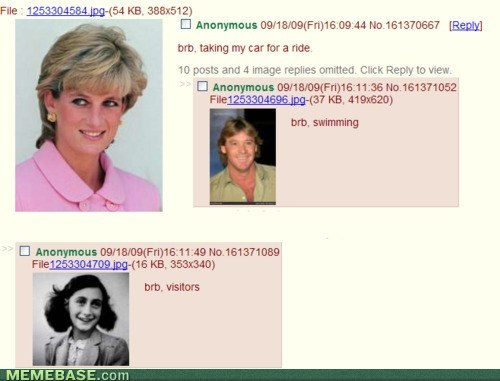 File : 1253304584.jpg-(54 KB, 388x512)
Anonymous 09/18/09(Fri)16:09:44 No.161370667 [Reply]
brb, taking my car for a ride.
10 posts and 4 image replies omitted. Click Reply to view.
>> Anonymous 09/18/09(Fri)16:11:36 No.161371052
File1253304696.jpg-(37 KB, 419x620)
brb, swimming
>> Anonymous 09/18/09(Fri)16:11:49 No.161371089
File1253304709.jpg-(16 KB, 353x340)
brb, visitors
MEMEBASE.com